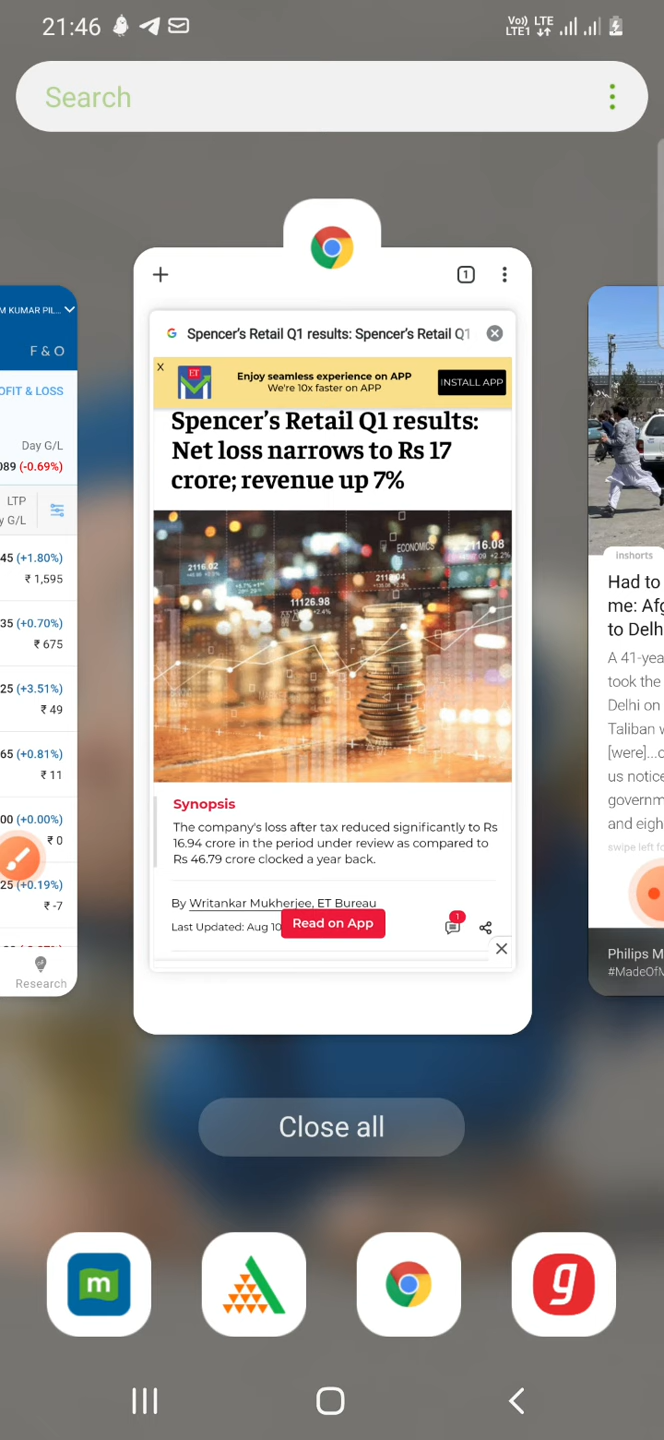 21:46
Vo)) LTE
LTE1
Search
M KUMAR PIL...
F & O
OFIT & LOSS
Day G/L
089 (-0.69%)
LTP
y G/L
45 (+1.80%)
₹ 1,595
35 (+0.70%)
₹ 675
25 (+3.51%)
₹ 49
65 (+0.81%)
₹ 11
00 (+0.00%)
₹ 0
25 (+0.19%)
₹ -7
Research
1
Spencer's Retail Q1 results: Spencer's Retail Q1
X
ET
Enjoy seamless experience on APP
We're 10x faster on APP
INSTALL APP
Spencer's Retail Q1 results:
Net loss narrows to Rs 17
crore; revenue up 7%
ECONOMICS
2116.02
2116.08
+2.2%
11126.98
Synopsis
The company's loss after tax reduced significantly to Rs
16.94 crore in the period under review as compared to
Rs 46.79 crore clocked a year back.
By Writankar Mukherjee, ET Bureau
Last Updated: Aug 10
Read on App
1
inshorts
Had to
me: Afg
to Delh
A 41-yea
took the
Delhi on
Taliban w
[were]...c
us notice
governm
and eigh
swipe left fo
Philips M
#MadeOfM
Close all
m
g